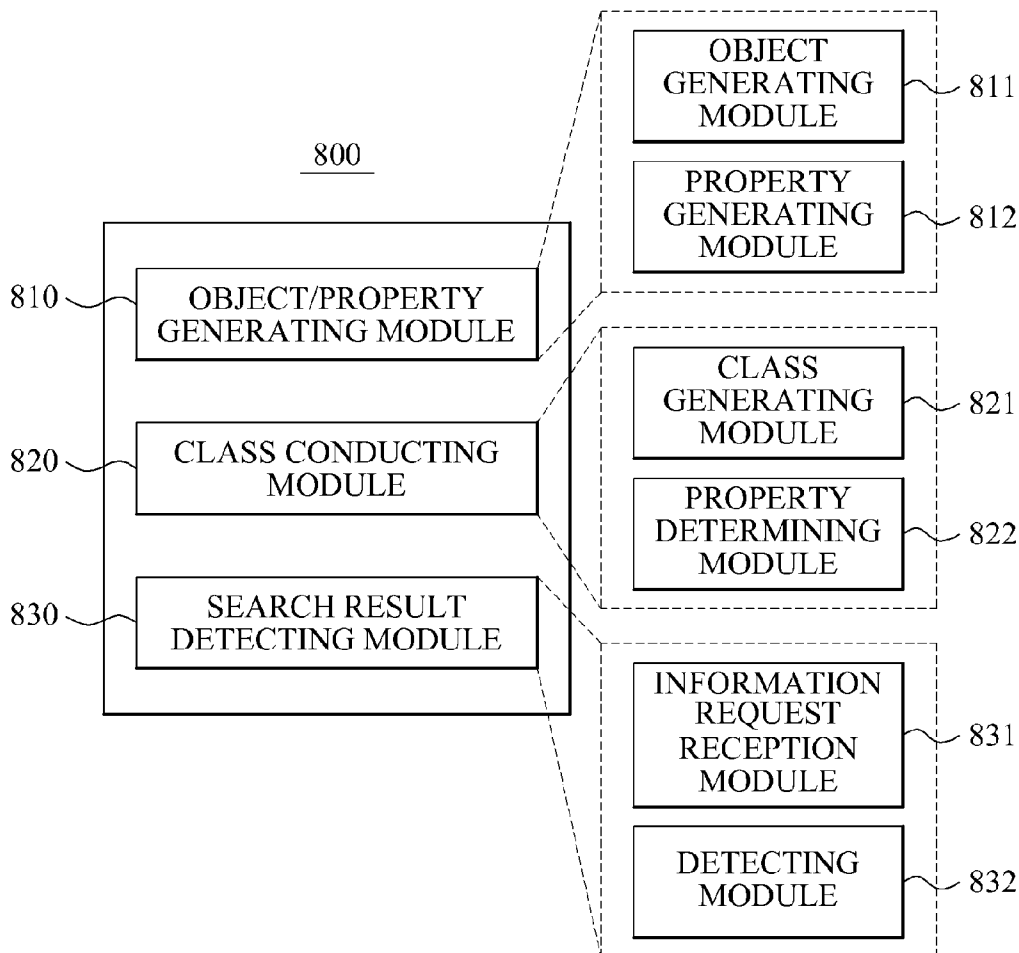 800
810
OBJECT/PROPERTY
GENERATING MODULE
820
CLASS CONDUCTING
MODULE
830
SEARCH RESULT
DETECTING MODULE
OBJECT
GENERATING
MODULE
811
PROPERTY
GENERATING
MODULE
812
CLASS
GENERATING
MODULE
821
PROPERTY
DETERMINING
MODULE
822
INFORMATION
REQUEST
RECEPTION
MODULE
831
DETECTING
MODULE
832